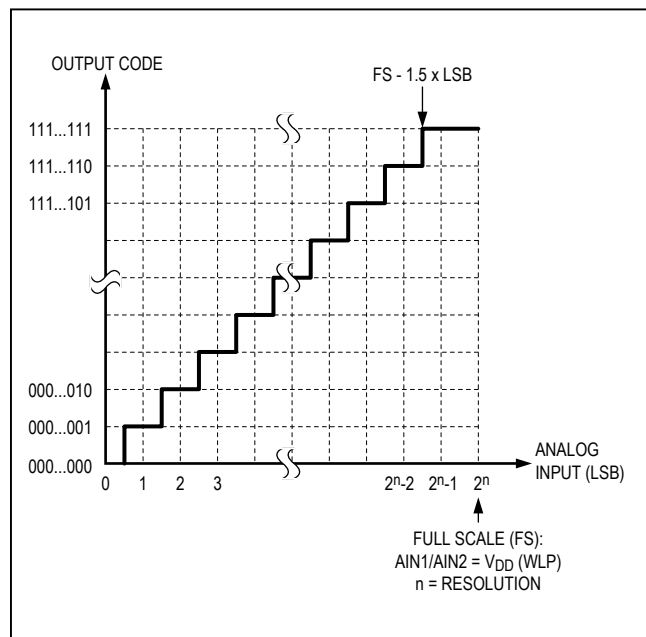 OUTPUT CODE
FS - 1.5 x LSB
111...111
111...110
111...101
000...010
000...001
000...000
0 1 2 3 2ⁿ-2 2ⁿ-1 2ⁿ
ANALOG
INPUT (LSB)
FULL SCALE (FS):
AIN1/AIN2 = V_DD (WLP)
n = RESOLUTION